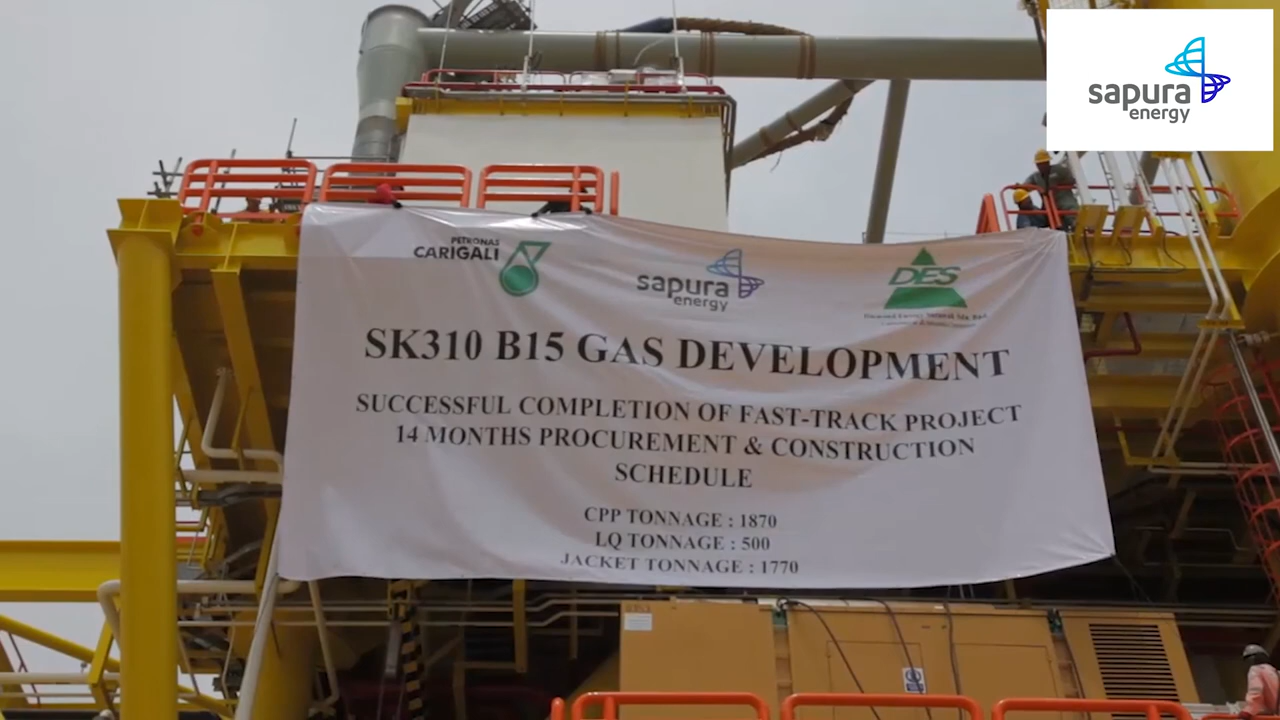 sapura
energy
PETRONAS
CARIGALI
sapura
energy
DES
SK310 B15 GAS DEVELOPMENT
SUCCESSFUL COMPLETION OF FAST-TRACK PROJECT
14 MONTHS PROCUREMENT & CONSTRUCTION
SCHEDULE
CPP TONNAGE : 1870
LQ TONNAGE : 500
JACKET TONNAGE : 1770